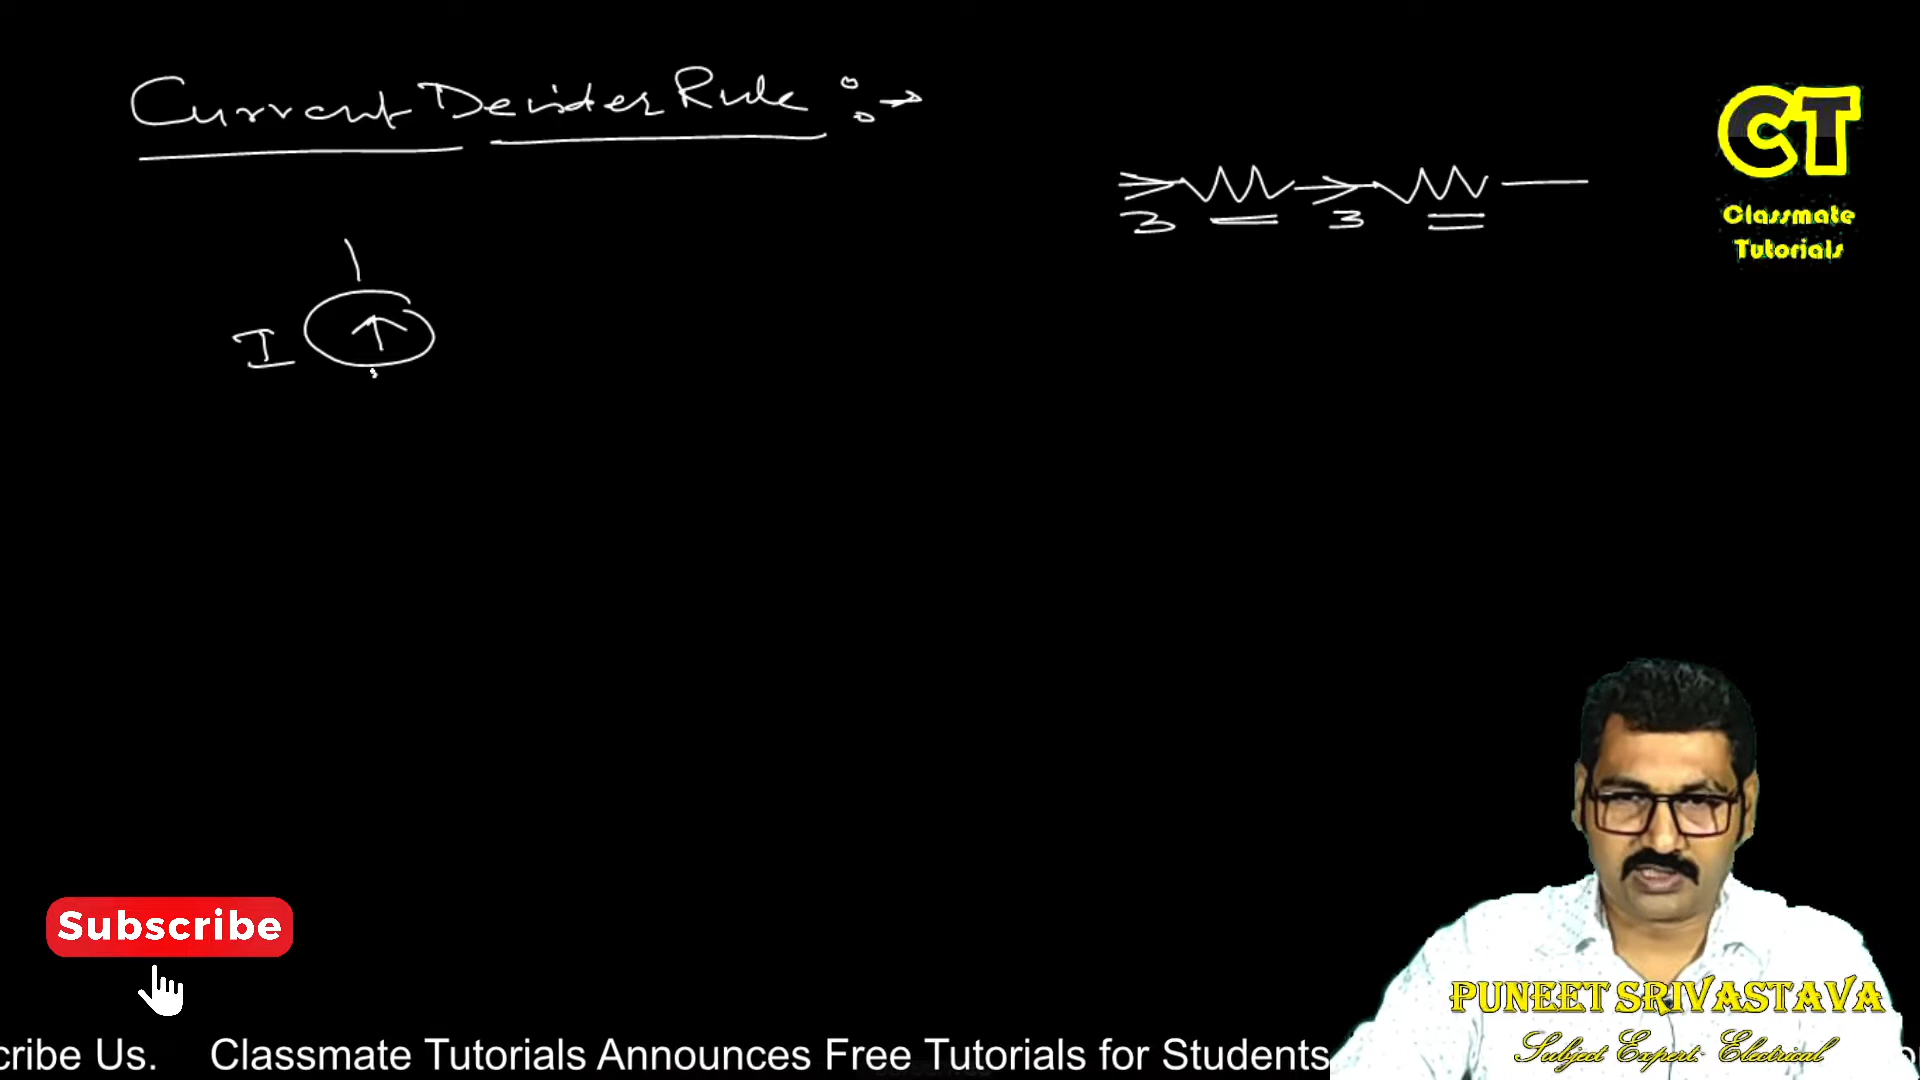 Current Devider Rule :→
CT
Classmate
Tutorials
3 3
I
Subscribe
PUNEET SRIVASTAVA
Subject Expert: Electrical
cribe Us. Classmate Tutorials Announces Free Tutorials for Students